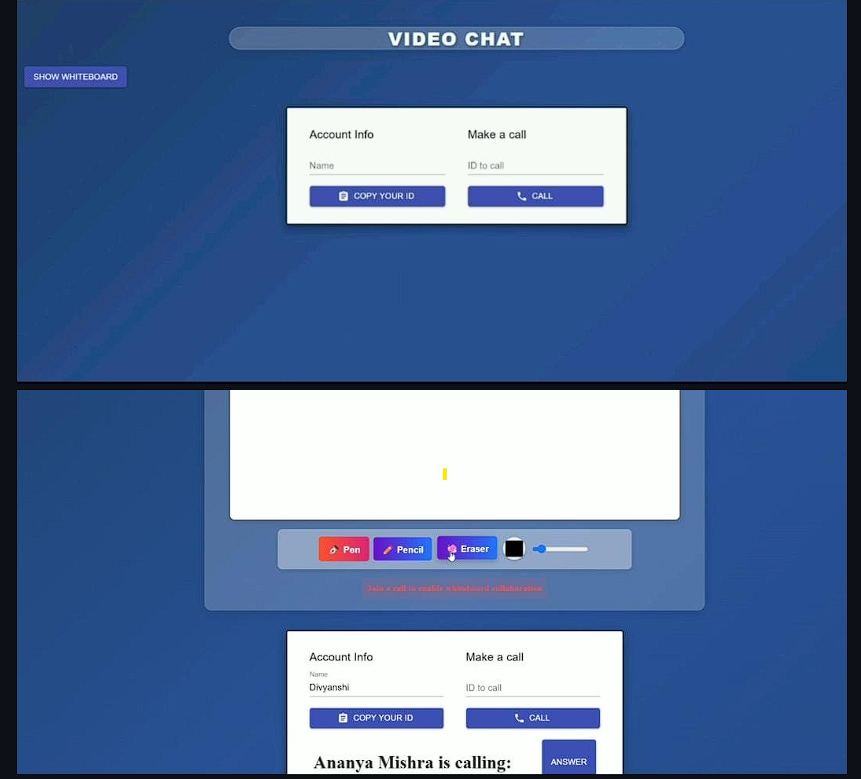 VIDEO CHAT
SHOW WHITEBOARD
Account Info
Make a call
Name
ID to call
COPY YOUR ID
CALL
Pen
Pencil
Eraser
Join a call to enable whiteboard collaboration
Account Info
Make a call
Name
Divyanshi
ID to call
COPY YOUR ID
CALL
Ananya Mishra is calling:
ANSWER